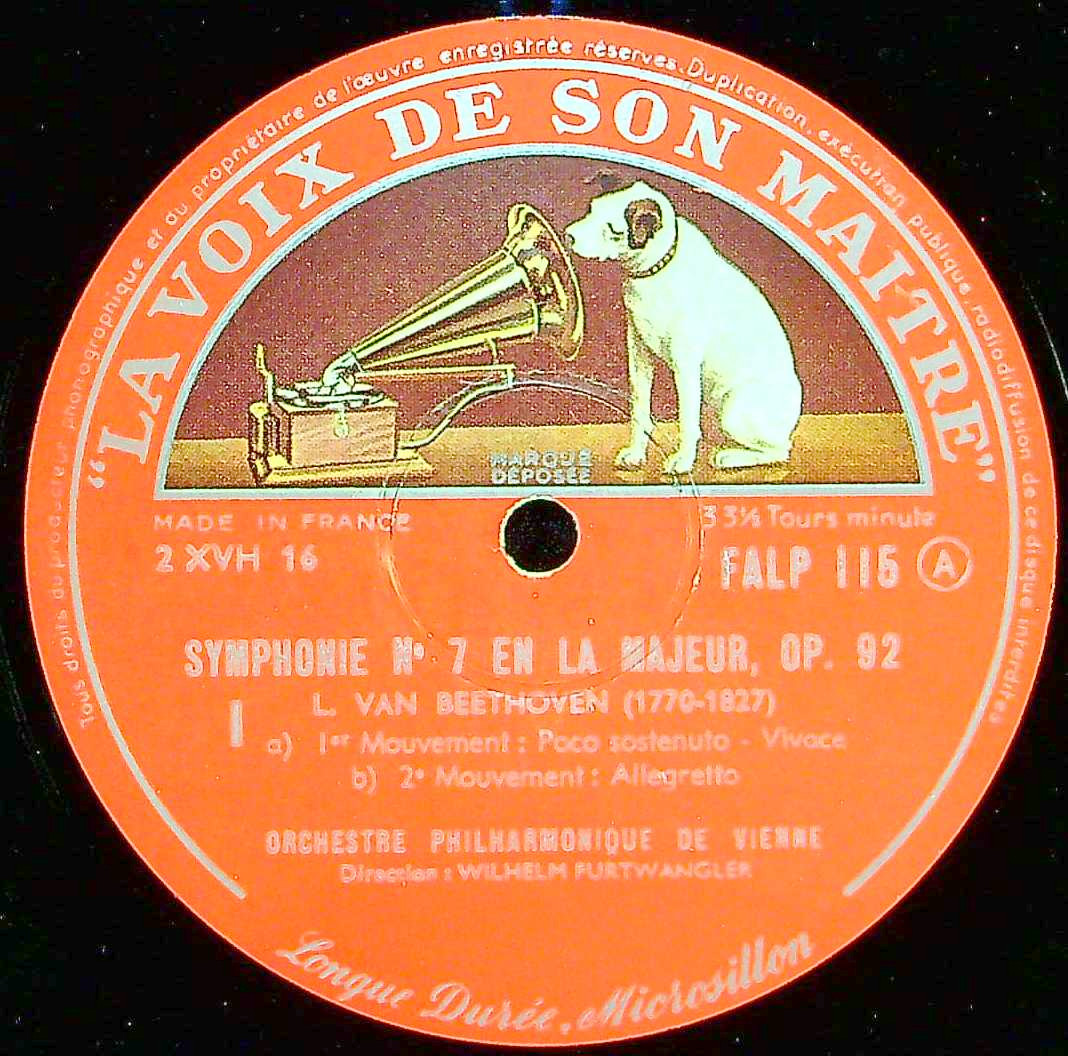 Tous droits du producteur phonographique et du propriétaire de l'œuvre enregistrée réservés. Duplication, exécution publique, radiodiffusion de ce disque interdites
“LA VOIX DE SON MAITRE”
MARQUE
DÉPOSÉE
MADE IN FRANCE
33⅓ Tours minute
2 XVH 16
FALP 115 A
SYMPHONIE Nº 7 EN LA MAJEUR, OP. 92
L. VAN BEETHOVEN (1770-1827)
I a) 1er Mouvement : Poco sostenuto - Vivace
b) 2e Mouvement : Allegretto
ORCHESTRE PHILHARMONIQUE DE VIENNE
Direction : WILHELM FURTWANGLER
Longue Durée, Microsillon